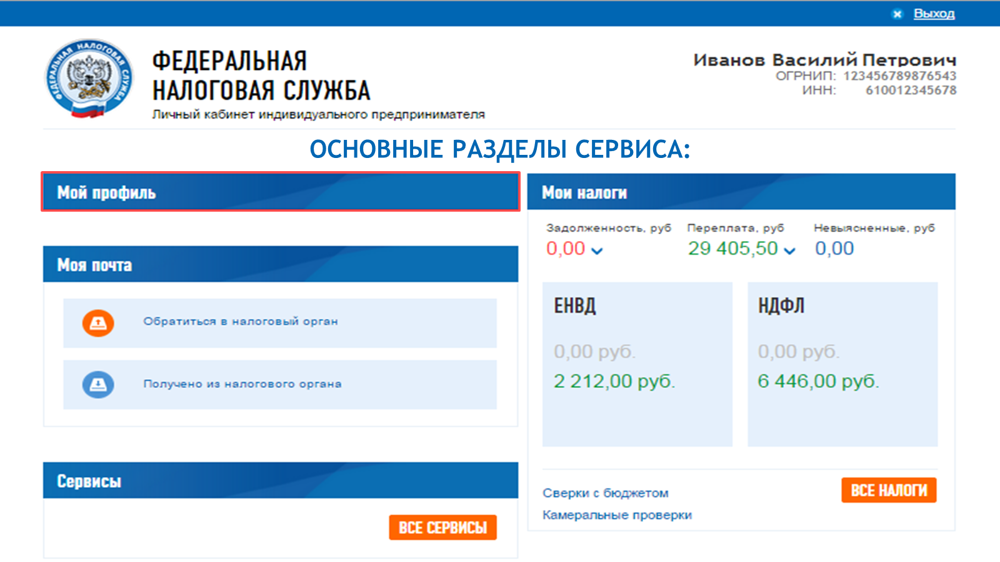 Выход
ФЕДЕРАЛЬНАЯ НАЛОГОВАЯ СЛУЖБА
ФЕДЕРАЛЬНАЯ
НАЛОГОВАЯ СЛУЖБА
Личный кабинет индивидуального предпринимателя
Иванов Василий Петрович
ОГРНИП: 123456789876543
ИНН: 610012345678
ОСНОВНЫЕ РАЗДЕЛЫ СЕРВИСА:
Мой профиль
Моя почта
Обратиться в налоговый орган
Получено из налогового органа
Сервисы
ВСЕ СЕРВИСЫ
Мои налоги
Задолженность, руб Переплата, руб Невыясненные, руб
0,00 29 405,50 0,00
ЕНВД
0,00 руб.
2 212,00 руб.
НДФЛ
0,00 руб.
6 446,00 руб.
Сверки с бюджетом
Камеральные проверки
ВСЕ НАЛОГИ